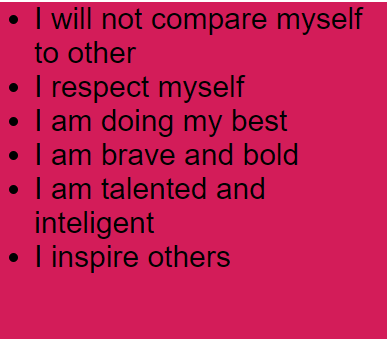 • I will not compare myself
to other
• I respect myself
• I am doing my best
• I am brave and bold
• I am talented and
inteligent
• I inspire others